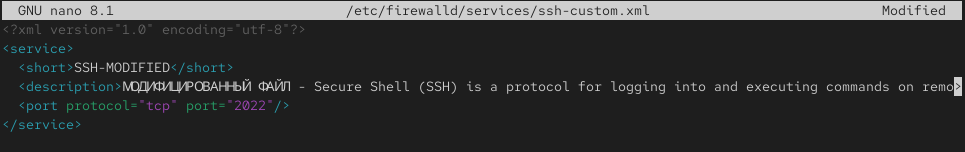 GNU nano 8.1 /etc/firewalld/services/ssh-custom.xml Modified
<?xml version="1.0" encoding="utf-8"?>
<service>
  <short>SSH-MODIFIED</short>
  <description>МОДИФИЦИРОВАННЫЙ ФАЙЛ - Secure Shell (SSH) is a protocol for logging into and executing commands on remo>
  <port protocol="tcp" port="2022"/>
</service>